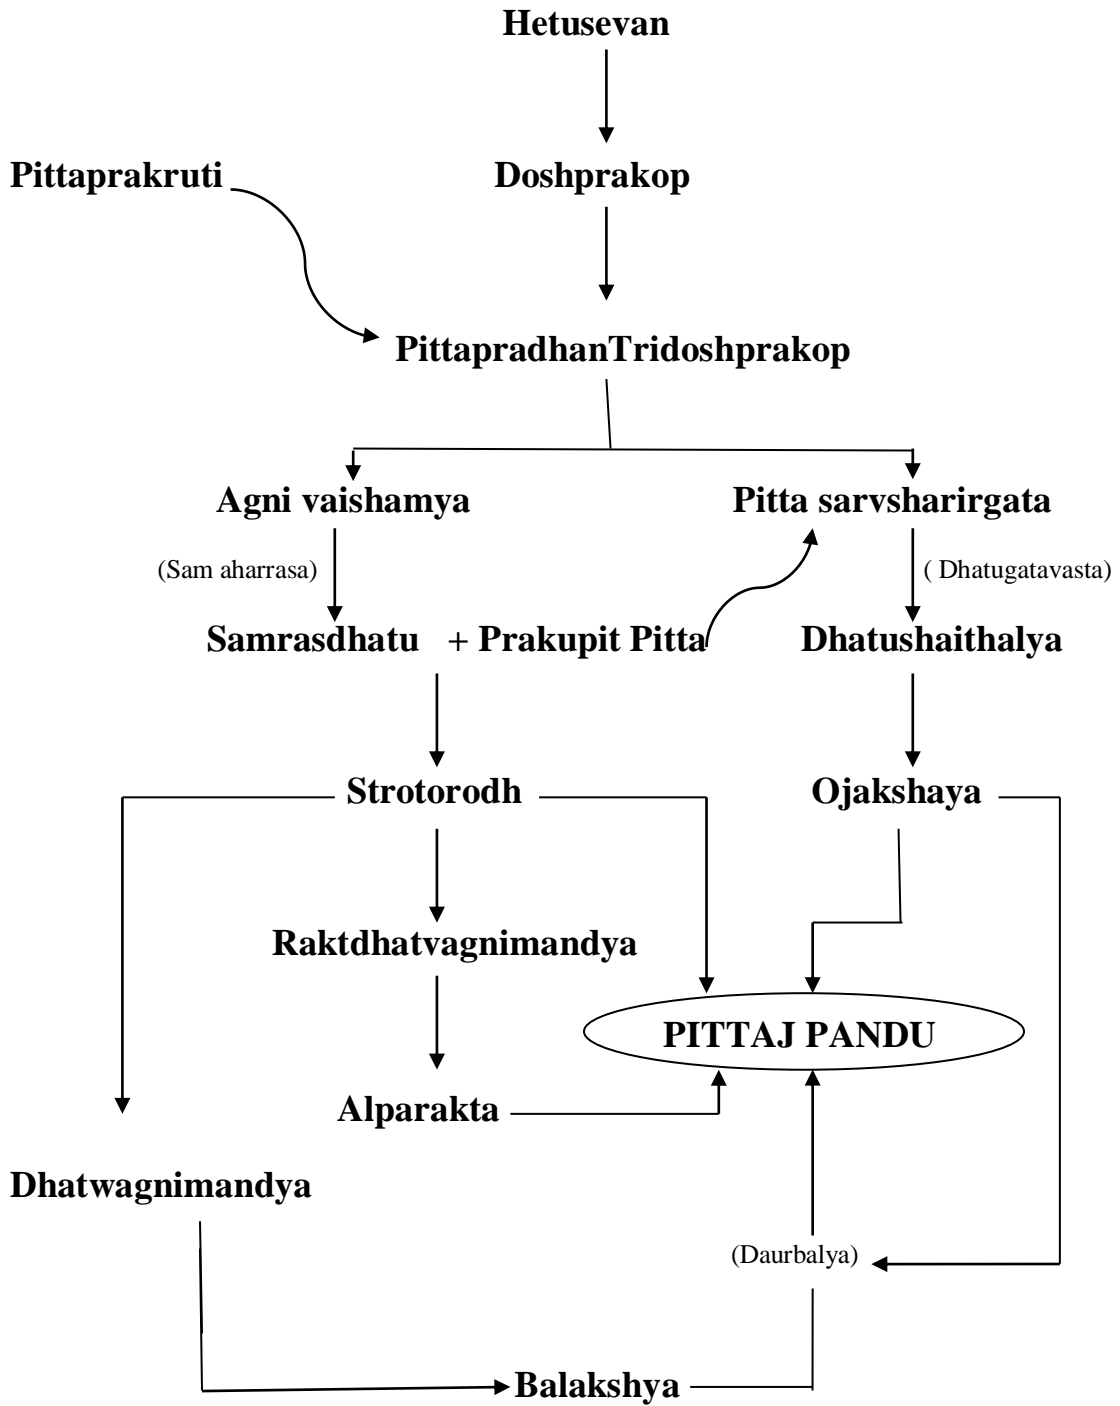 Hetusevan
Pittaprakruti
Doshprakop
PittapradhanTridoshprakop
Agni vaishamya
Pitta sarvsharirgata
(Sam aharrasa)
( Dhatugatavasta)
Samrasdhatu + Prakupit Pitta
Dhatushaithalya
Strotorodh
Ojakshaya
Raktdhatvagnimandya
PITTAJ PANDU
Alparakta
Dhatwagnimandya
(Daurbalya)
Balakshya